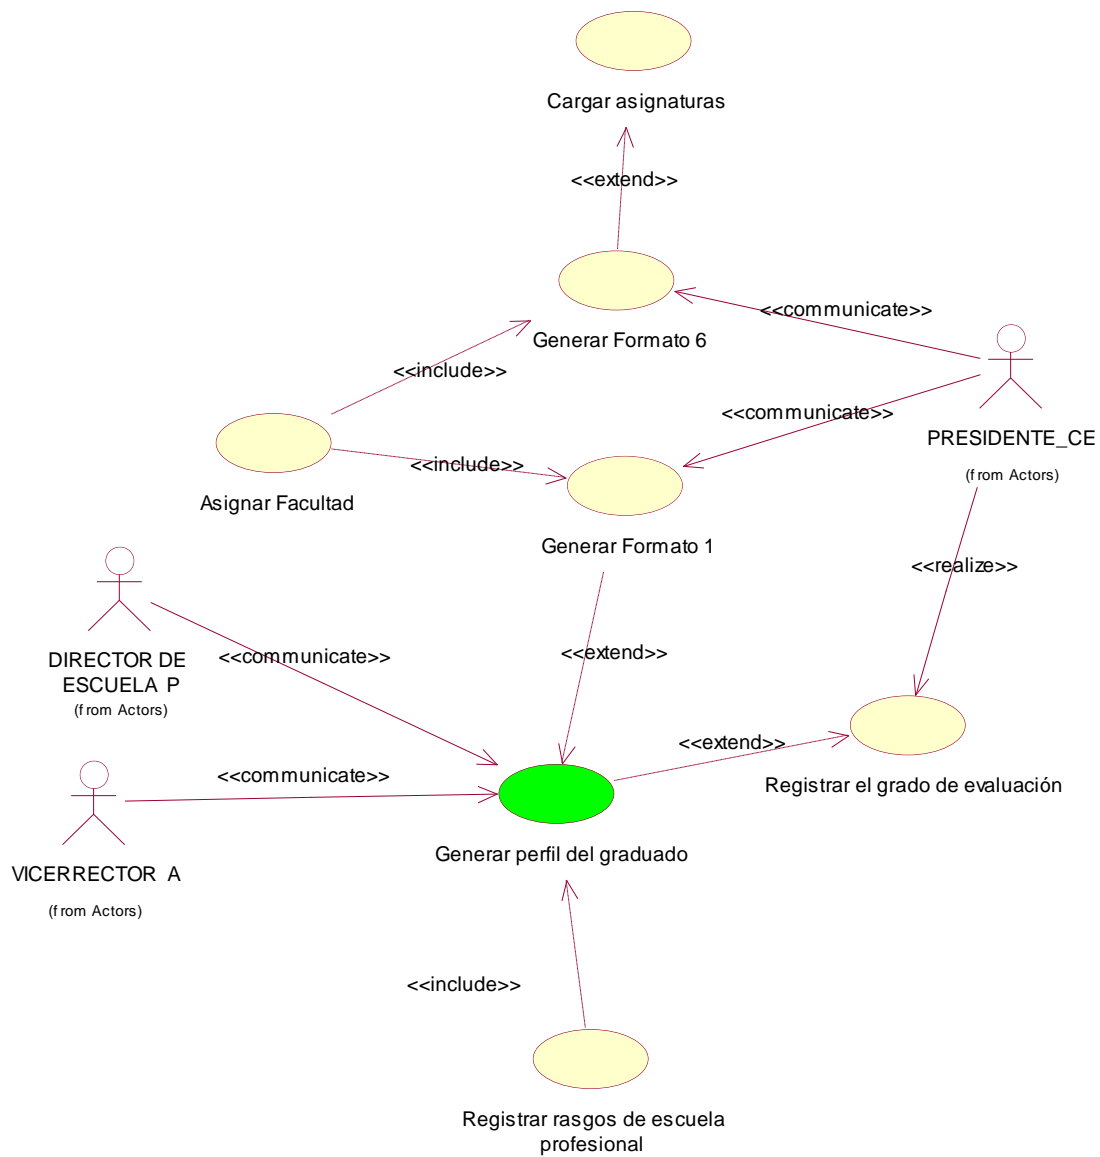 Cargar asignaturas
<<extend>>
Generar Formato 6
<<communicate>>
<<include>>
<<communicate>>
PRESIDENTE_CE
(from Actors)
<<include>>
Asignar Facultad
Generar Formato 1
<<realize>>
DIRECTOR DE
ESCUELA P
(from Actors)
<<communicate>>
<<extend>>
<<extend>>
<<communicate>>
Registrar el grado de evaluación
Generar perfil del graduado
VICERRECTOR A
(from Actors)
<<include>>
Registrar rasgos de escuela
profesional